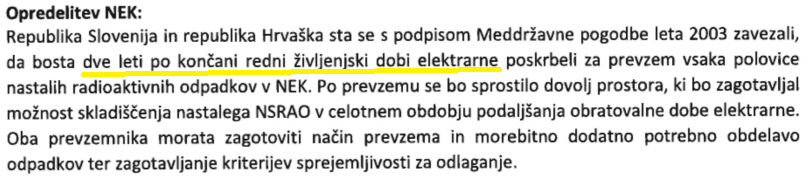 Opredelitev NEK:
Republika Slovenija in republika Hrvaška sta se s podpisom Meddržavne pogodbe leta 2003 zavezali,
da bosta dve leti po končani redni življenjski dobi elektrarne poskrbeli za prevzem vsaka polovice
nastalih radioaktivnih odpadkov v NEK. Po prevzemu se bo sprostilo dovolj prostora, ki bo zagotavljal
možnost skladiščenja nastalega NSRAO v celotnem obdobju podaljšanja obratovalne dobe elektrarne.
Oba prevzemnika morata zagotoviti način prevzema in morebitno dodatno potrebno obdelavo
odpadkov ter zagotavljanje kriterijev sprejemljivosti za odlaganje.